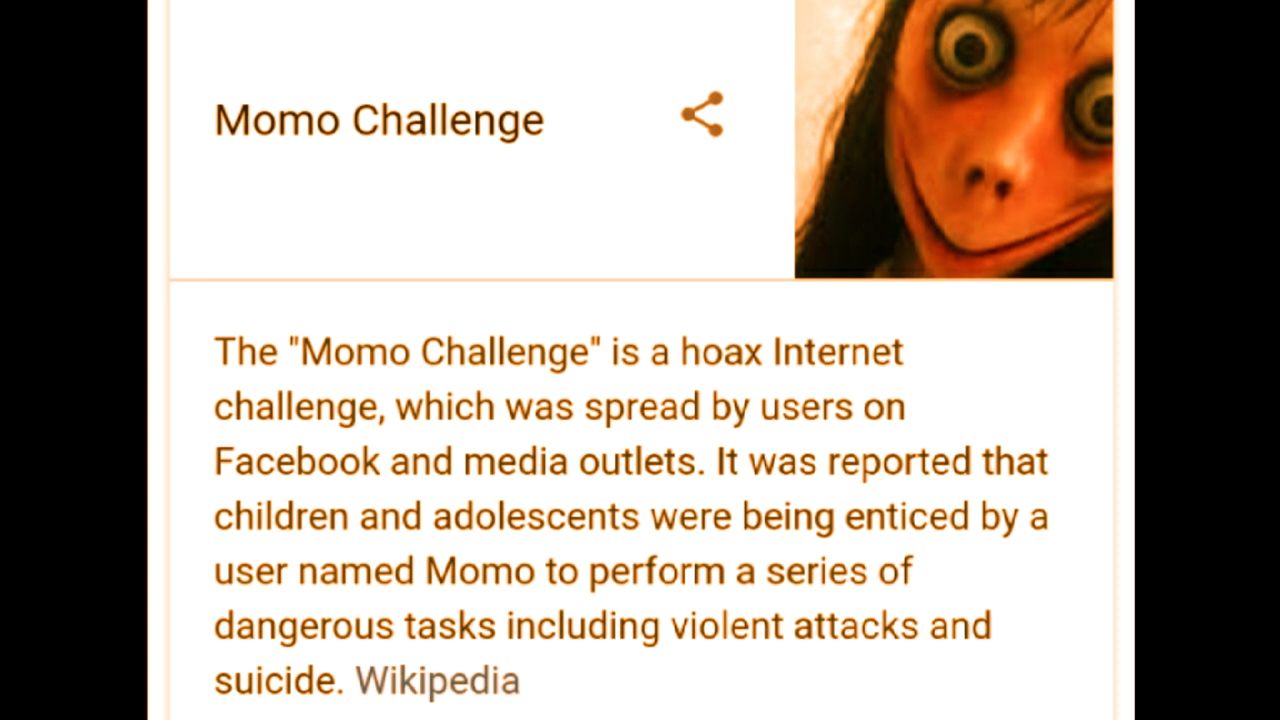 Momo Challenge
The "Momo Challenge" is a hoax Internet
challenge, which was spread by users on
Facebook and media outlets. It was reported that
children and adolescents were being enticed by a
user named Momo to perform a series of
dangerous tasks including violent attacks and
suicide. Wikipedia